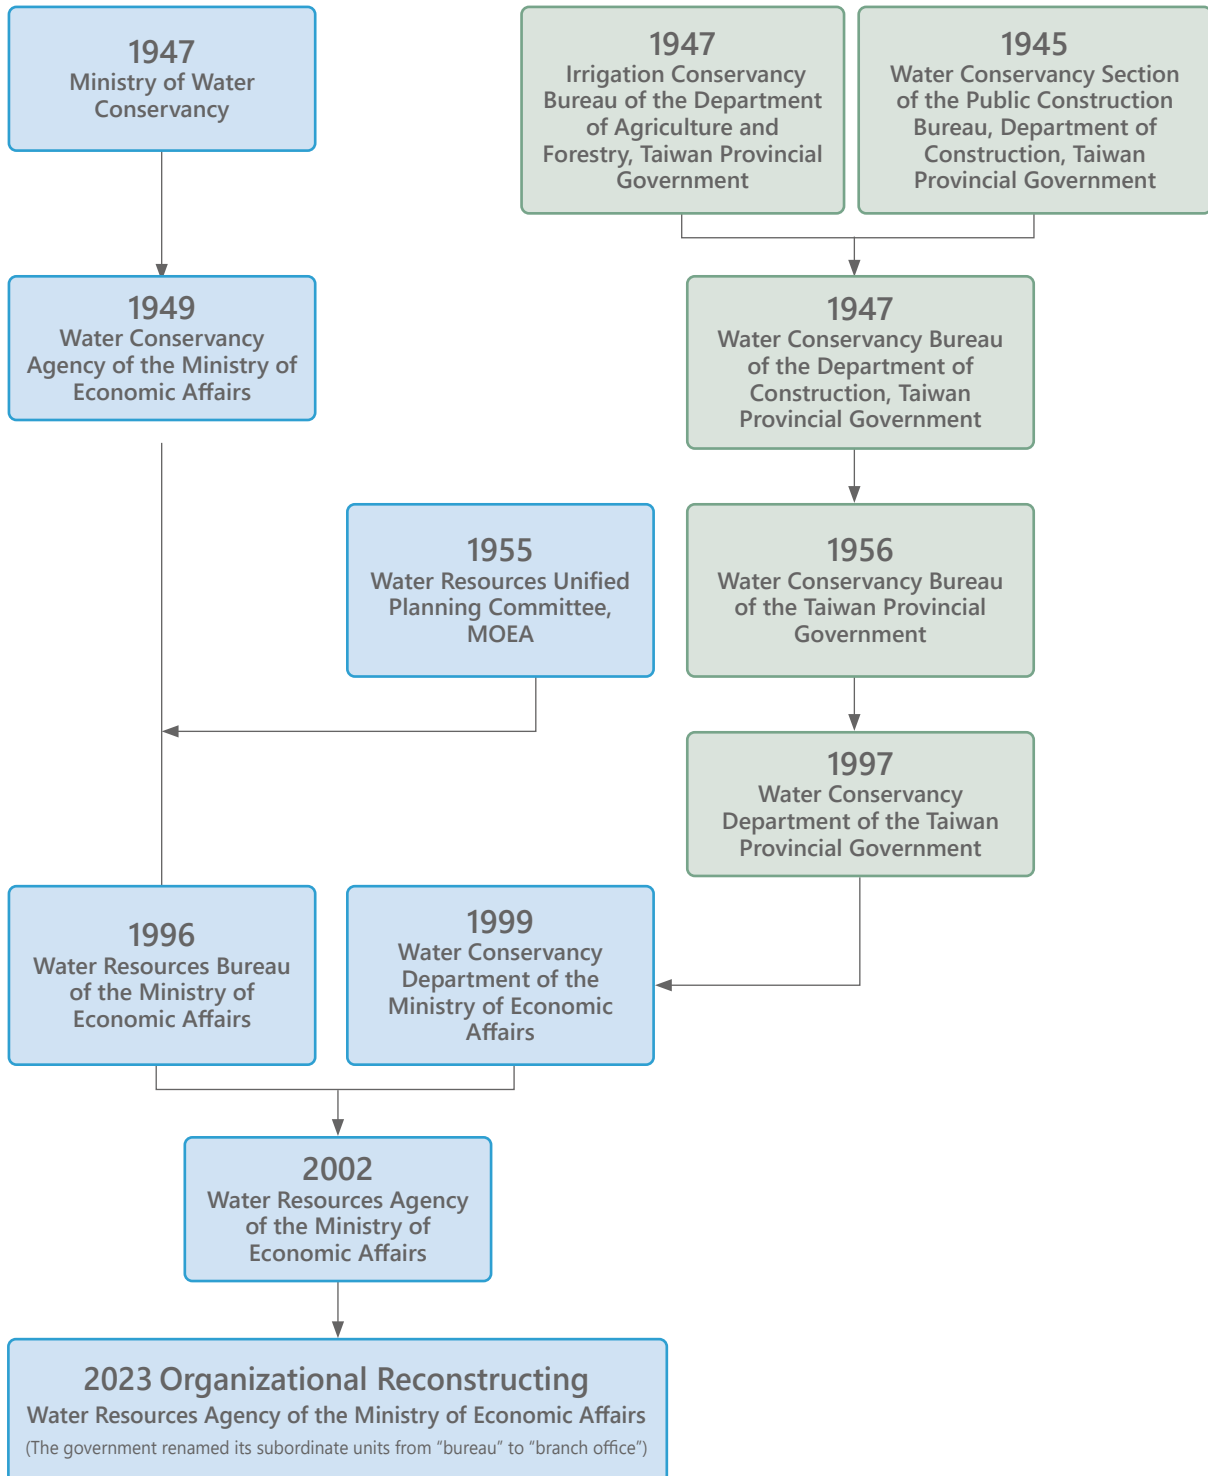 1947
Ministry of Water
Conservancy
1947
Irrigation Conservancy
Bureau of the Department
of Agriculture and
Forestry, Taiwan Provincial
Government
1945
Water Conservancy Section
of the Public Construction
Bureau, Department of
Construction, Taiwan
Provincial Government
1949
Water Conservancy
Agency of the Ministry of
Economic Affairs
1947
Water Conservancy Bureau
of the Department of
Construction, Taiwan
Provincial Government
1955
Water Resources Unified
Planning Committee,
MOEA
1956
Water Conservancy Bureau
of the Taiwan Provincial
Government
1997
Water Conservancy
Department of the Taiwan
Provincial Government
1996
Water Resources Bureau
of the Ministry of
Economic Affairs
1999
Water Conservancy
Department of the
Ministry of Economic
Affairs
2002
Water Resources Agency
of the Ministry of
Economic Affairs
2023 Organizational Reconstructing
Water Resources Agency of the Ministry of Economic Affairs
(The government renamed its subordinate units from “bureau” to “branch office”)